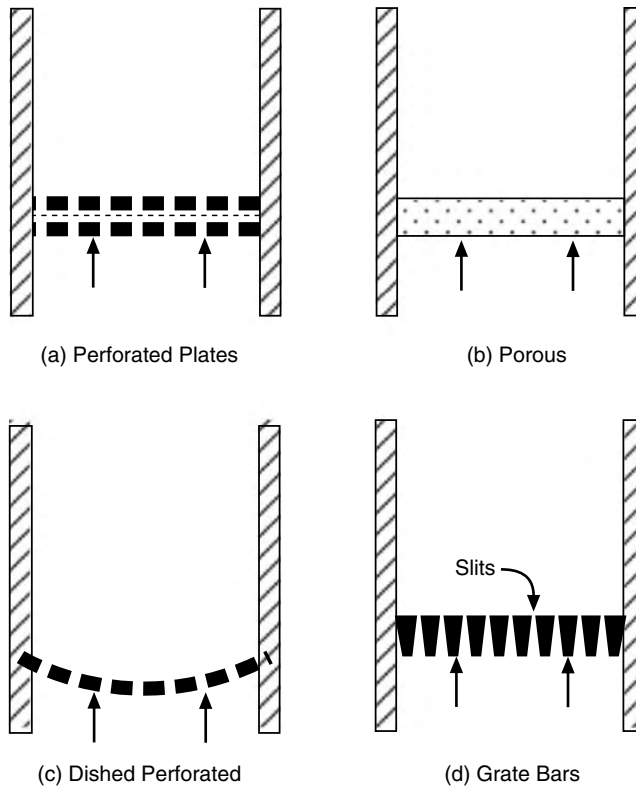 (a) Perforated Plates
(b) Porous
Slits
(c) Dished Perforated
(d) Grate Bars